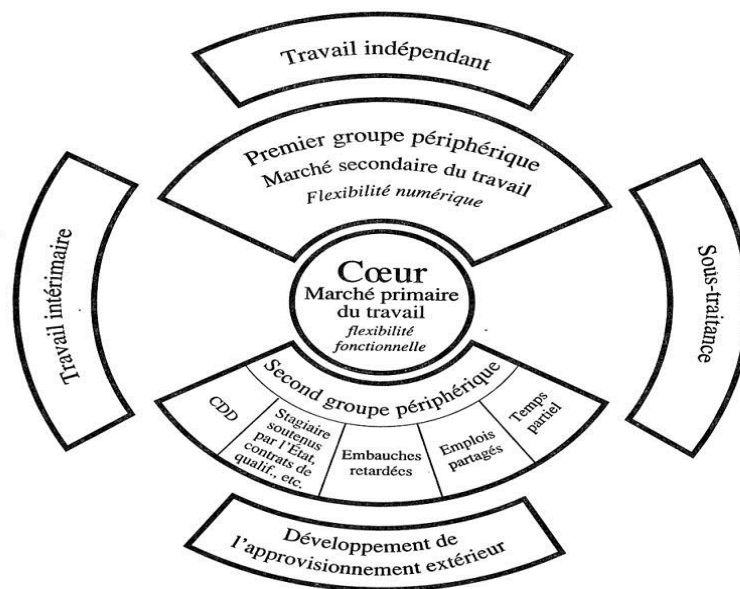 Travail indépendant
Premier groupe périphérique
Marché secondaire du travail
Flexibilité numérique
Travail intérimaire
Cœur
Marché primaire
du travail
flexibilité
fonctionnelle
Sous-traitance
Second groupe périphérique
CDD
Stagiaire
soutenus
par l'État,
contrats de
qualif., etc.
Embauches
retardées
Emplois
partagés
Temps
partiel
Développement de
l'approvisionnement extérieur